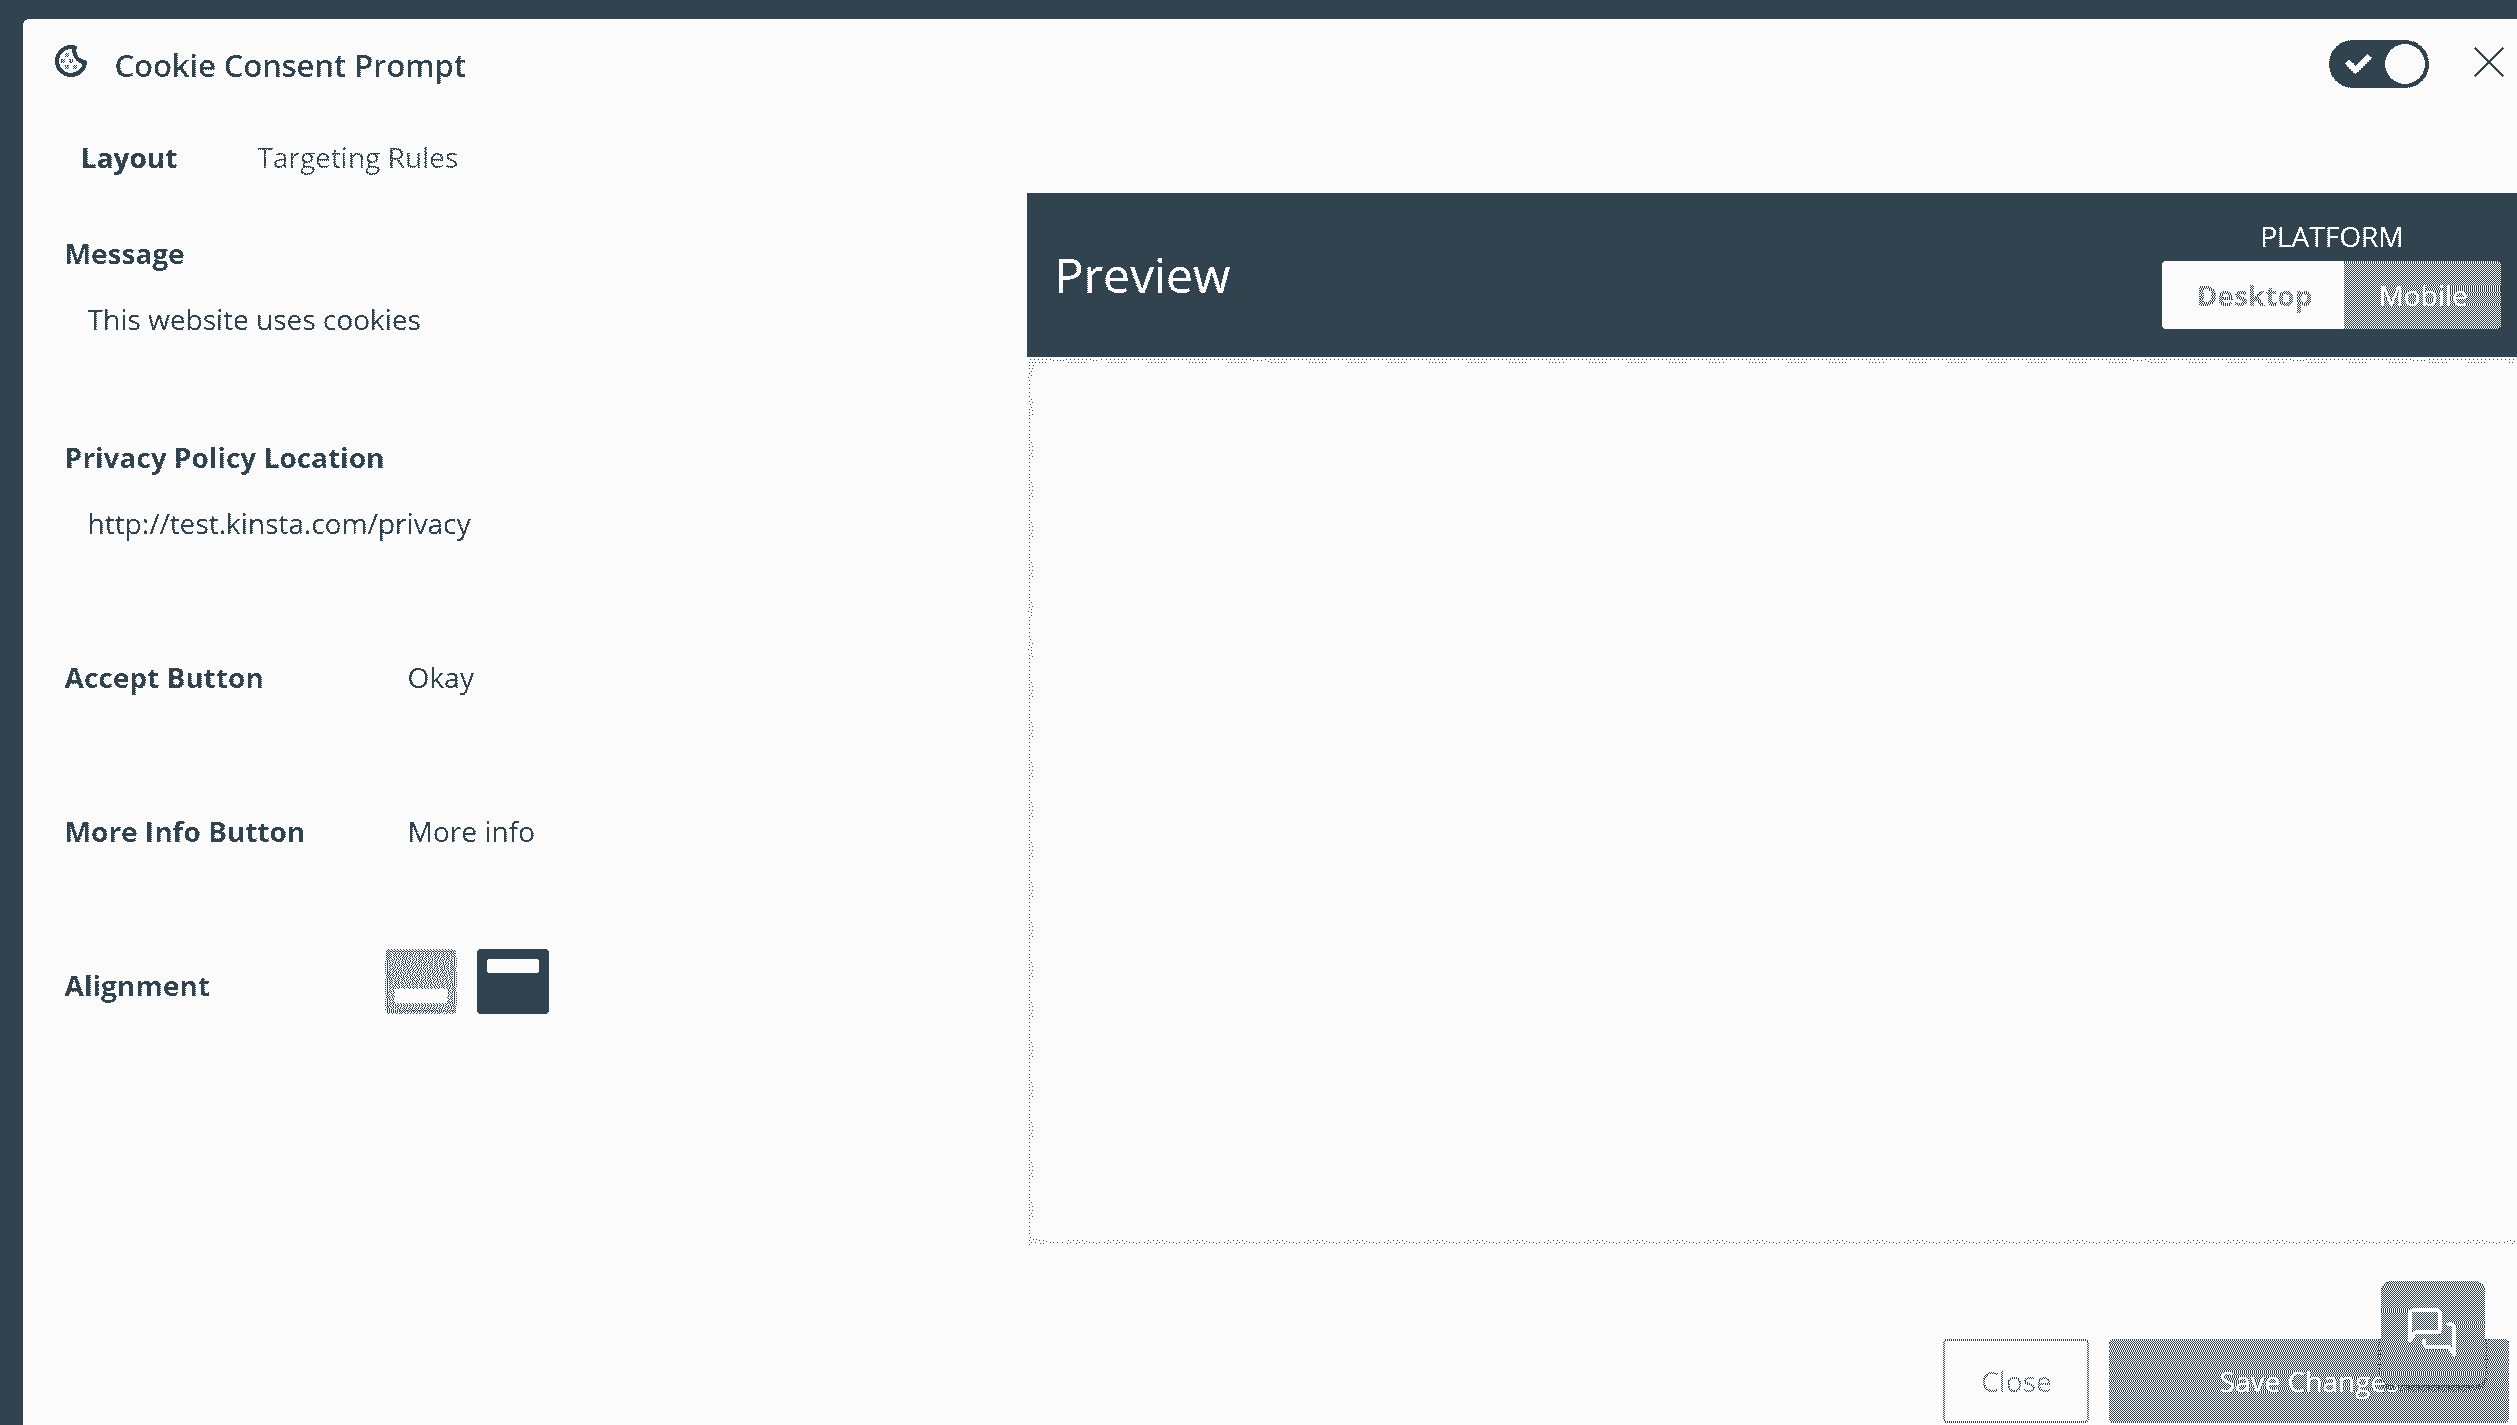 Cookie Consent Prompt
Layout
Targeting Rules
Message
This website uses cookies
Privacy Policy Location
http://test.kinsta.com/privacy
Accept Button
Okay
More Info Button
More info
Alignment
Preview
PLATFORM
Desktop
Mobile
Close
Save Change